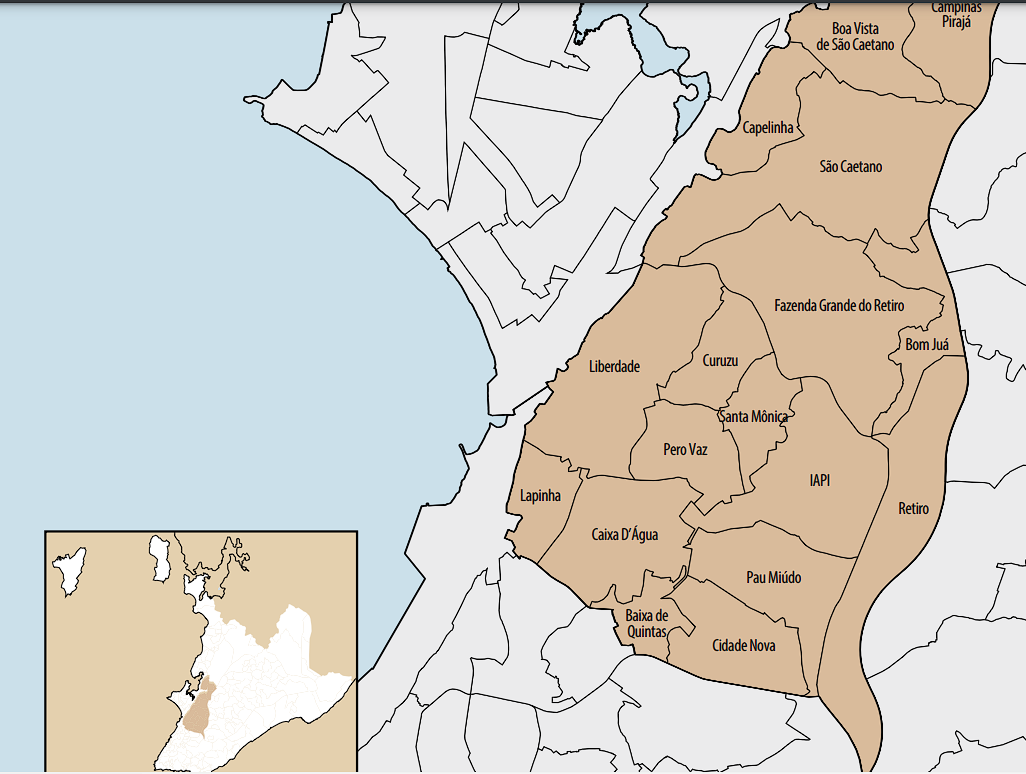 Campinas
Pirajá
Boa Vista
de São Caetano
Capelinha
São Caetano
Fazenda Grande do Retiro
Bom Juá
Liberdade
Curuzu
Santa Mônica
Pero Vaz
IAPI
Lapinha
Retiro
Caixa D'Água
Pau Miúdo
Baixa de
Quintas
Cidade Nova